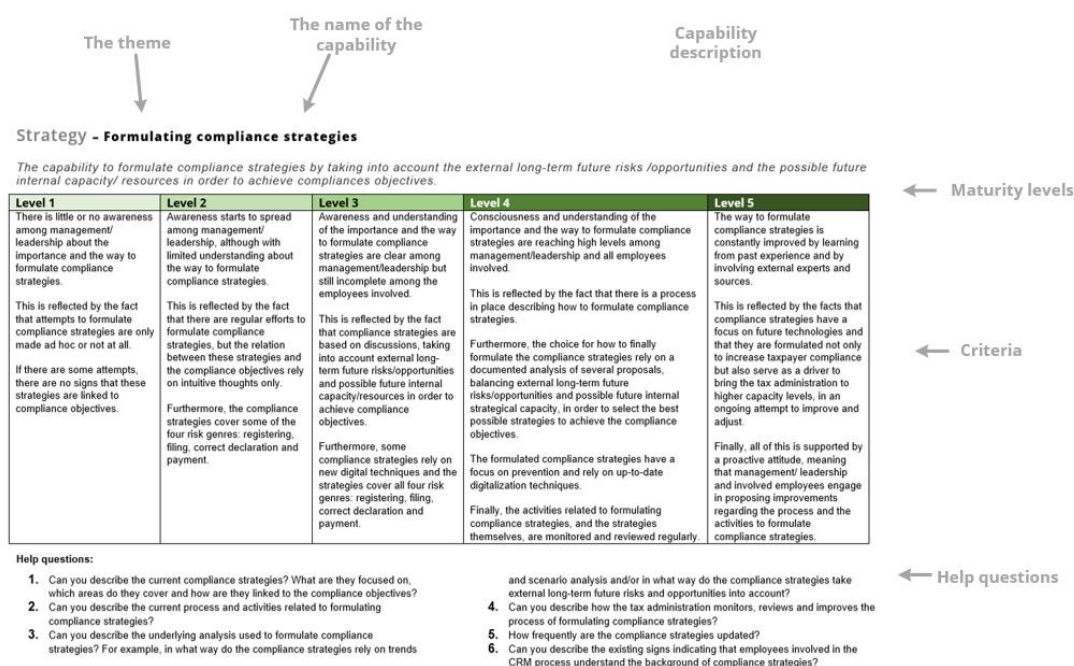 The theme
The name of the
capability
Capability
description
Strategy – Formulating compliance strategies
The capability to formulate compliance strategies by taking into account the external long-term future risks /opportunities and the possible future
internal capacity/ resources in order to achieve compliances objectives.
Maturity levels
Level 1
There is little or no awareness
among management/
leadership about the
importance and the way to
formulate compliance
strategies.
This is reflected by the fact
that attempts to formulate
compliance strategies are only
made ad hoc or not at all.
If there are some attempts,
there are no signs that these
strategies are linked to
compliance objectives.
Level 2
Awareness starts to spread
among management/
leadership, although with
limited understanding about
the way to formulate
compliance strategies.
This is reflected by the fact
that there are regular efforts to
formulate compliance
strategies, but the relation
between these strategies and
the compliance objectives rely
on intuitive thoughts only.
Furthermore, the compliance
strategies cover some of the
four risk genres: registering,
filing, correct declaration and
payment.
Level 3
Awareness and understanding
of the importance and the way
to formulate compliance
strategies are clear among
management/leadership but
still incomplete among the
employees involved.
This is reflected by the fact
that compliance strategies are
based on discussions, taking
into account external long-
term future risks/opportunities
and possible future internal
capacity/resources in order to
achieve compliance
objectives.
Furthermore, some
compliance strategies rely on
new digital techniques and the
strategies cover all four risk
genres: registering, filing,
correct declaration and
payment.
Level 4
Consciousness and understanding of the
importance and the way to formulate compliance
strategies are reaching high levels among
management/leadership and all employees
involved.
This is reflected by the fact that there is a process
in place describing how to formulate compliance
strategies.
Furthermore, the choice for how to finally
formulate the compliance strategies rely on a
documented analysis of several proposals,
balancing external long-term future
risks/opportunities and possible future internal
strategical capacity, in order to select the best
possible strategies to achieve the compliance
objectives.
The formulated compliance strategies have a
focus on prevention and rely on up-to-date
digitalization techniques.
Finally, the activities related to formulating
compliance strategies, and the strategies
themselves, are monitored and reviewed regularly.
Level 5
The way to formulate
compliance strategies is
constantly improved by learning
from past experience and by
involving external experts and
sources.
This is reflected by the facts that
compliance strategies have a
focus on future technologies and
that they are formulated not only
to increase taxpayer compliance
but also serve as a driver to
bring the tax administration to
higher capacity levels, in an
ongoing attempt to improve and
adjust.
Finally, all of this is supported by
a proactive attitude, meaning
that management/ leadership
and involved employees engage
in proposing improvements
regarding the process and the
activities to formulate
compliance strategies.
Criteria
Help questions:
1. Can you describe the current compliance strategies? What are they focused on,
which areas do they cover and how are they linked to the compliance objectives?
2. Can you describe the current process and activities related to formulating
compliance strategies?
3. Can you describe the underlying analysis used to formulate compliance
strategies? For example, in what way do the compliance strategies rely on trends
and scenario analysis and/or in what way do the compliance strategies take
external long-term future risks and opportunities into account?
4. Can you describe how the tax administration monitors, reviews and improves the
process of formulating compliance strategies?
5. How frequently are the compliance strategies updated?
6. Can you describe the existing signs indicating that employees involved in the
CRM process understand the background of compliance strategies?
Help questions